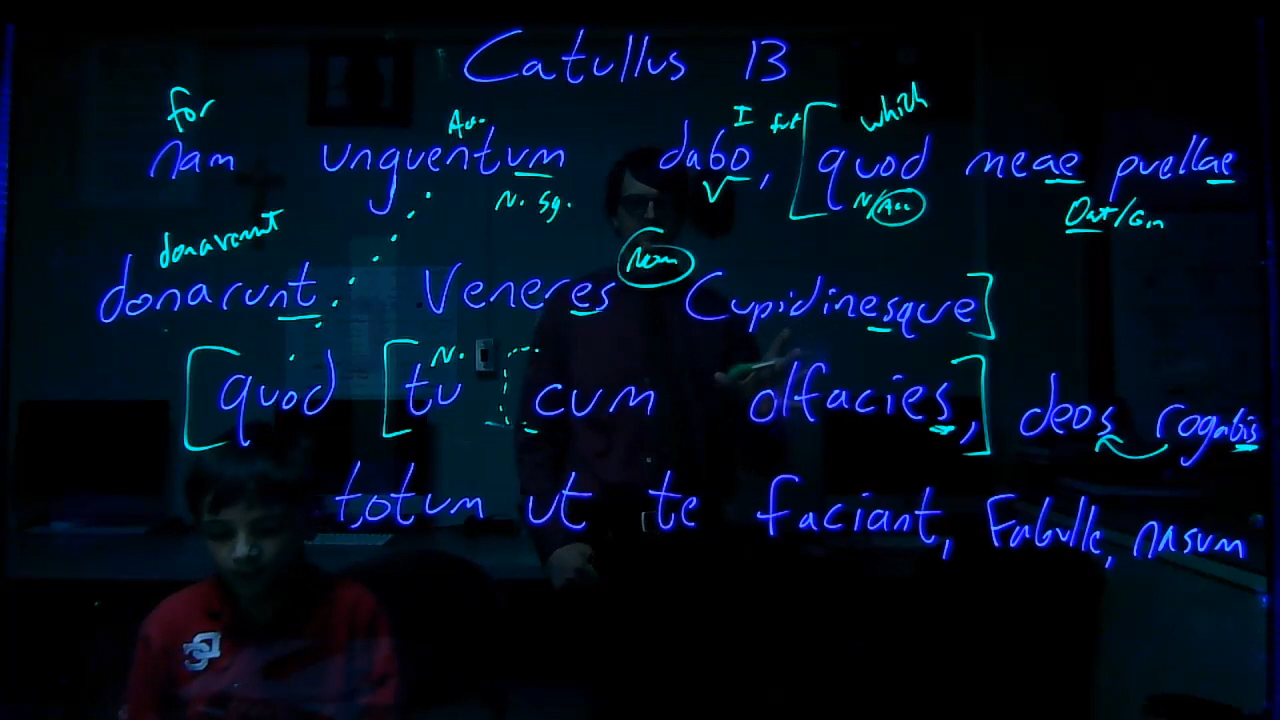 Catullus 13
for Acc. I fut which
nam unguentum dabo, [quod meae puellae
N. Sg. V N/Acc Dat/Gen
donaverunt Nom
donarunt Veneres Cupidinesque]
N.
[quod [tu [cum olfacies,] deos rogabis
totum ut te faciant, Fabulle, nasum